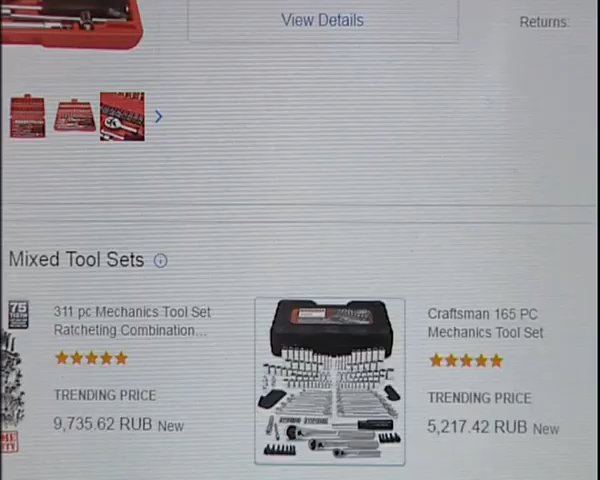 View Details
Returns:
Mixed Tool Sets
75
311 pc Mechanics Tool Set
Ratcheting Combination...
TRENDING PRICE
9,735.62 RUB New
Craftsman 165 PC
Mechanics Tool Set
TRENDING PRICE
5,217.42 RUB New